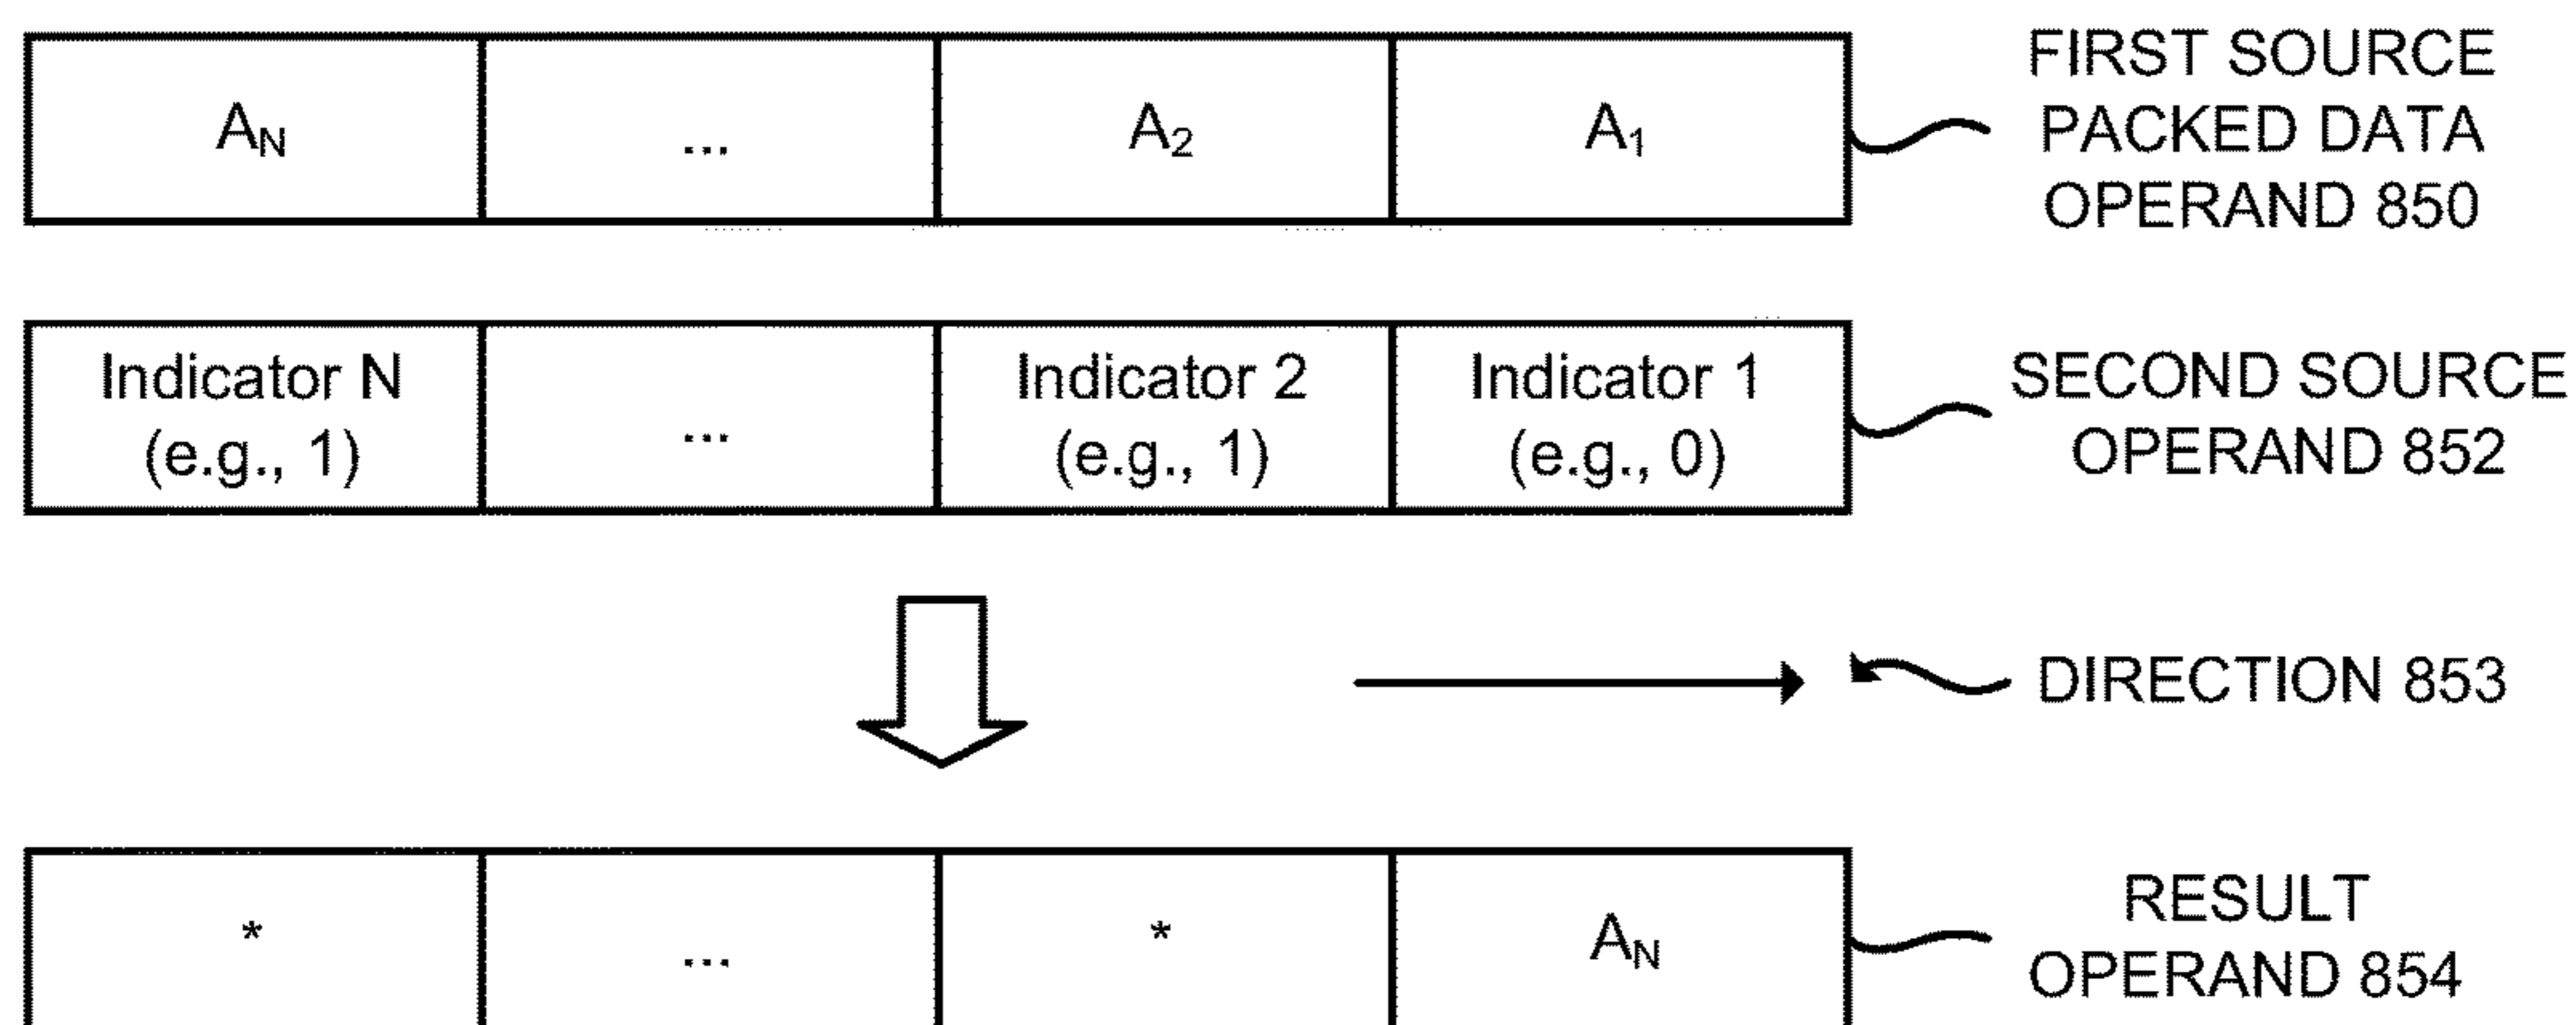 A_N ... A_2 A_1
FIRST SOURCE
PACKED DATA
OPERAND 850
Indicator N ... Indicator 2 Indicator 1
(e.g., 1) (e.g., 1) (e.g., 0)
SECOND SOURCE
OPERAND 852
DIRECTION 853
* ... * A_N
RESULT
OPERAND 854